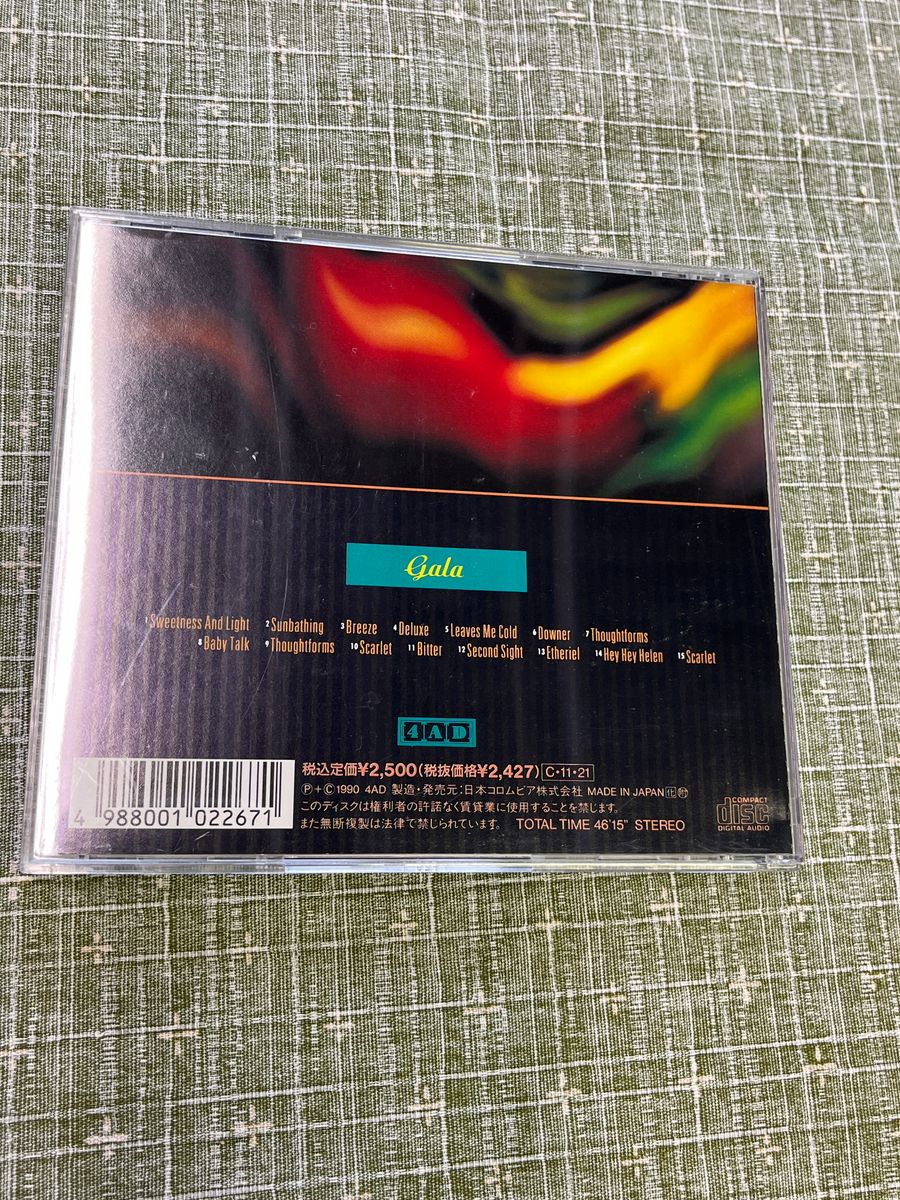 Gala
1 Sweetness And Light 2 Sunbathing 3 Breeze 4 Deluxe 5 Leaves Me Cold 6 Downer 7 Thoughtforms
8 Baby Talk 9 Thoughtforms 10 Scarlet 11 Bitter 12 Second Sight 13 Etheriel 14 Hey Hey Helen 15 Scarlet
4AD
税込定価¥2,500(税抜価格¥2,427) C・11・21
Ⓟ+Ⓒ1990 4AD 製造・発売元:日本コロムビア株式会社 MADE IN JAPAN
このディスクは権利者の許諾なく賃貸業に使用することを禁じます。
また無断複製は法律で禁じられています。 TOTAL TIME 46'15" STEREO
4 988001 022671
COMPACT
disc
DIGITAL AUDIO